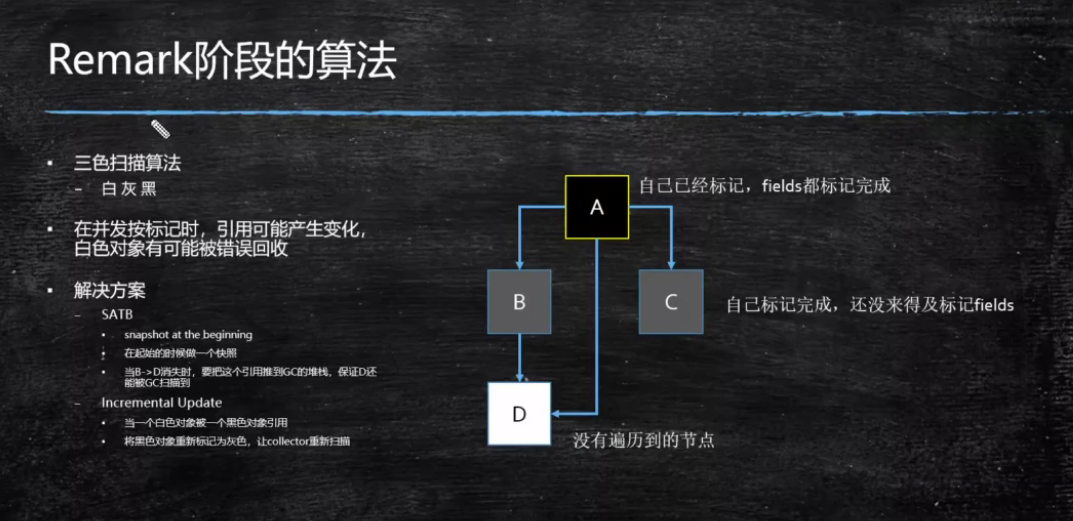 Remark阶段的算法
三色扫描算法
白 灰 黑
在并发按标记时，引用可能产生变化，
白色对象有可能被错误回收
解决方案
SATB
snapshot at the beginning
在起始的时候做一个快照
当B->D消失时，要把这个引用推到GC的堆栈，保证D还
能被GC扫描到
Incremental Update
当一个白色对象被一个黑色对象引用
将黑色对象重新标记为灰色，让collector重新扫描
A
自己已经标记，fields都标记完成
B
C
自己标记完成，还没来得及标记fields
D
没有遍历到的节点